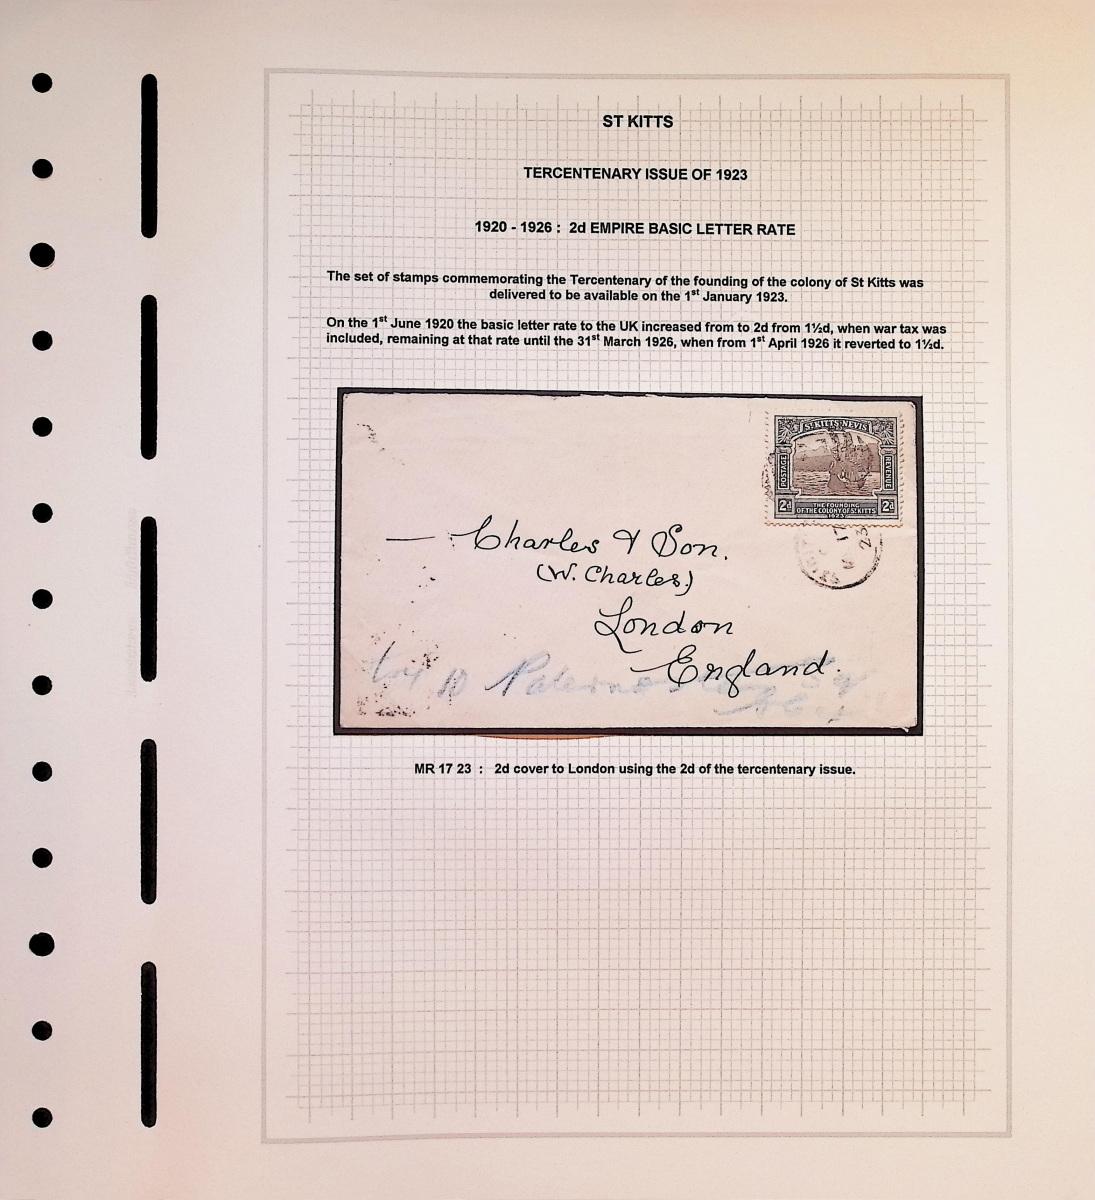 ST KITTS
TERCENTENARY ISSUE OF 1923
1920 - 1926 : 2d EMPIRE BASIC LETTER RATE
The set of stamps commemorating the Tercentenary of the founding of the colony of St Kitts was
delivered to be available on the 1st January 1923.
On the 1st June 1920 the basic letter rate to the UK increased from to 2d from 1½d, when war tax was
included, remaining at that rate until the 31st March 1926, when from 1st April 1926 it reverted to 1½d.
ST KITTS-NEVIS
POSTAGE
REVENUE
2d
THE FOUNDING
OF THE COLONY OF ST KITTS
1623
2d
17
23
Charles & Son.
(W. Charles)
London
England.
MR 17 23 : 2d cover to London using the 2d of the tercentenary issue.